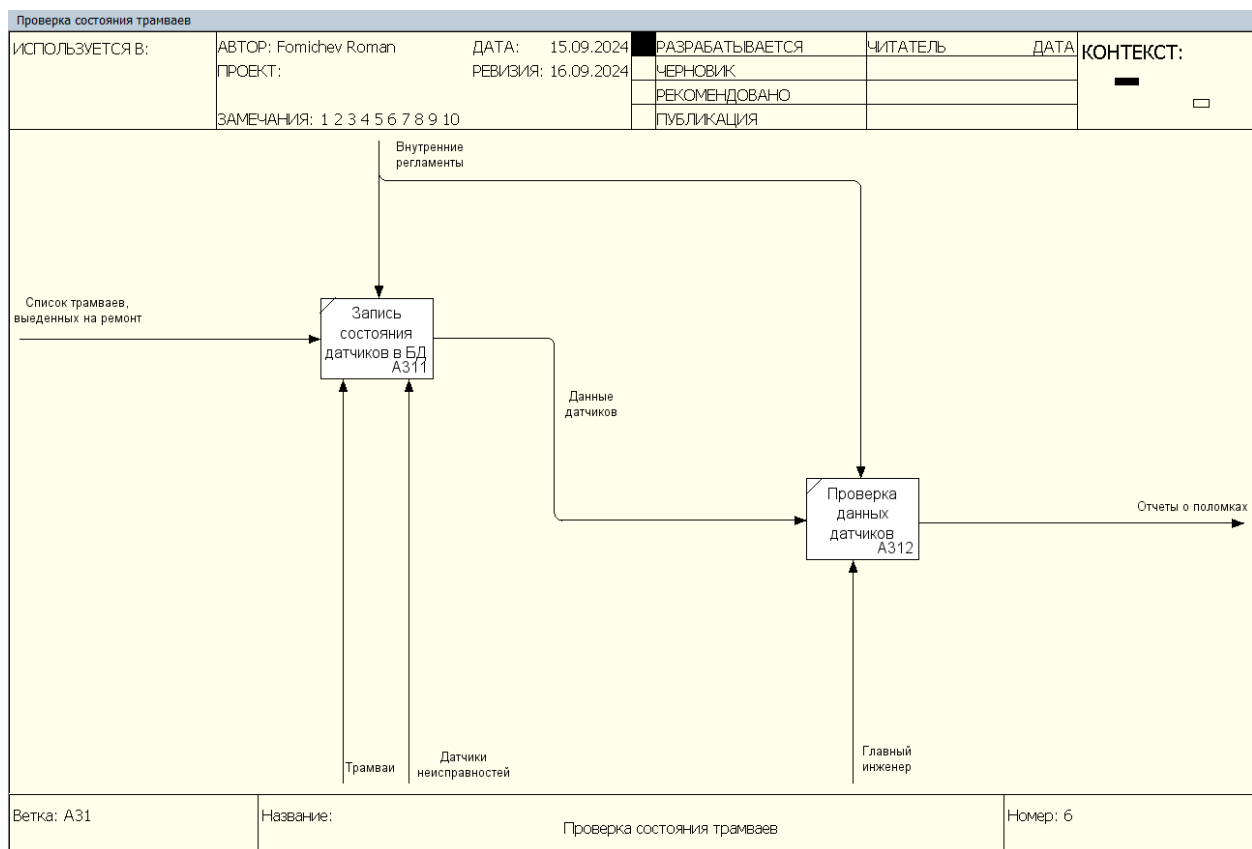 Проверка состояния трамваев
ИСПОЛЬЗУЕТСЯ В:
АВТОР: Fomichev Roman
ДАТА: 15.09.2024
ПРОЕКТ:
РЕВИЗИЯ: 16.09.2024
ЗАМЕЧАНИЯ: 1 2 3 4 5 6 7 8 9 10
РАЗРАБАТЫВАЕТСЯ
ЧЕРНОВИК
РЕКОМЕНДОВАНО
ПУБЛИКАЦИЯ
ЧИТАТЕЛЬ ДАТА
КОНТЕКСТ:
Внутренние
регламенты
Список трамваев,
выеденных на ремонт
Запись
состояния
датчиков в БД
A311
Данные
датчиков
Проверка
данных
датчиков
A312
Отчеты о поломках
Трамваи
Датчики
неисправностей
Главный
инженер
Ветка: A31
Название:
Проверка состояния трамваев
Номер: 6